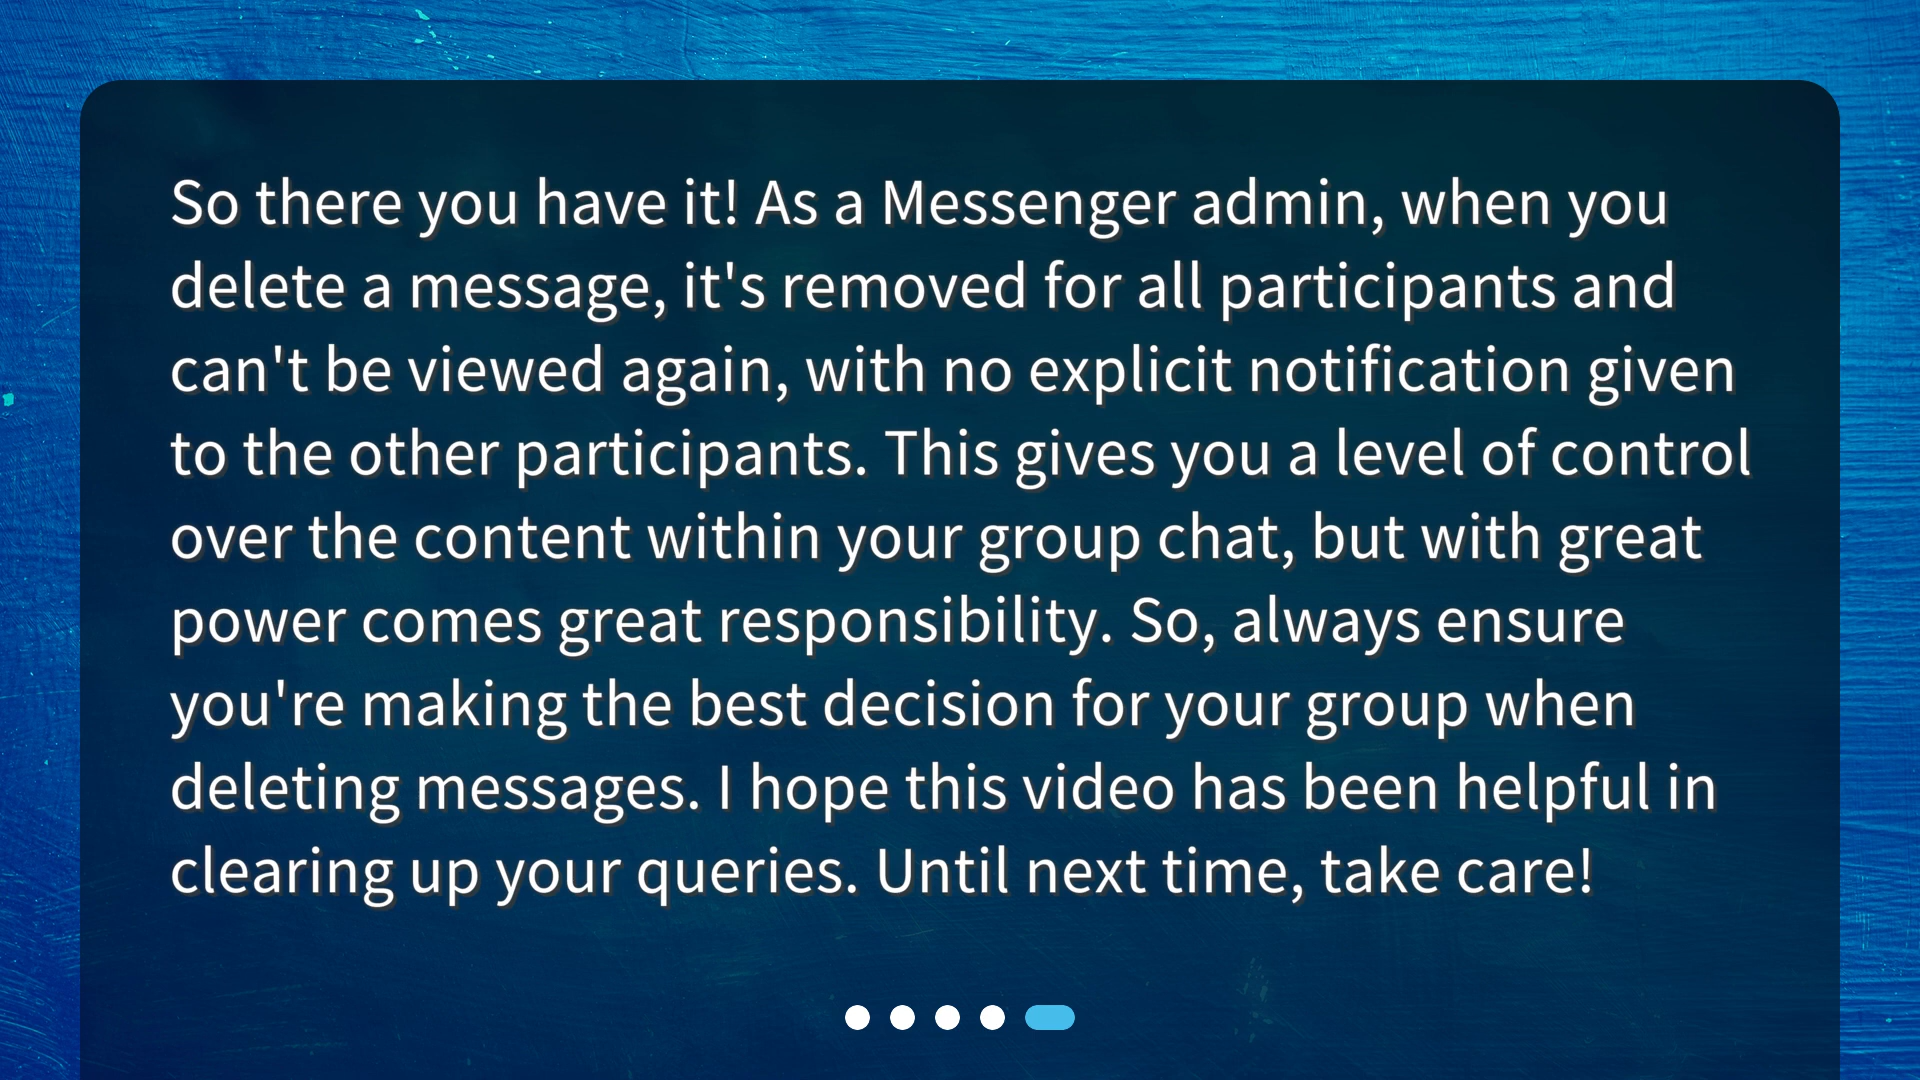 So there you have it! As a Messenger admin, when you
delete a message, it's removed for all participants and
can't be viewed again, with no explicit notification given
to the other participants. This gives you a level of control
over the content within your group chat, but with great
power comes great responsibility. So, always ensure
you're making the best decision for your group when
deleting messages. I hope this video has been helpful in
clearing up your queries. Until next time, take care!